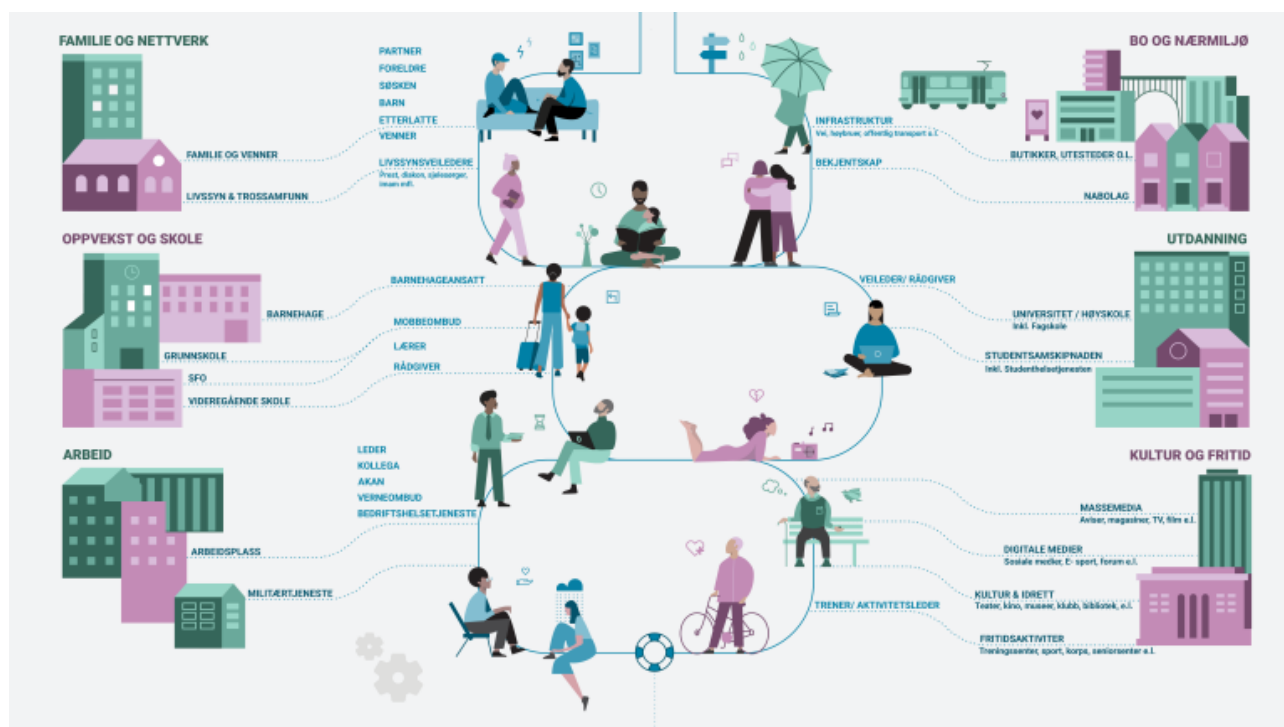 FAMILIE OG NETTVERK
PARTNER
FORELDRE
SØSKEN
BARN
ETTERLATTE
VENNER
FAMILIE OG VENNER
LIVSSYNSVEILEDERE
Prest, diakon, sjelesørger,
imam mfl.
LIVSSYN & TROSSAMFUNN
BO OG NÆRMILJØ
INFRASTRUKTUR
Vei, høybruer, offentlig transport e.l.
BUTIKKER, UTESTEDER O.L.
BEKJENTSKAP
NABOLAG
OPPVEKST OG SKOLE
BARNEHAGEANSATT
BARNEHAGE
MOBBEOMBUD
LÆRER
GRUNNSKOLE
RÅDGIVER
SFO
VIDEREGÅENDE SKOLE
UTDANNING
VEILEDER/ RÅDGIVER
UNIVERSITET / HØYSKOLE
Inkl. Fagskole
STUDENTSAMSKIPNADEN
Inkl. Studenthelsetjenesten
ARBEID
LEDER
KOLLEGA
AKAN
VERNEOMBUD
BEDRIFTSHELSETJENESTE
ARBEIDSPLASS
MILITÆRTJENESTE
KULTUR OG FRITID
MASSEMEDIA
Aviser, magasiner, TV, film e.l.
DIGITALE MEDIER
Sosiale medier, E- sport, forum e.l.
KULTUR & IDRETT
Teater, kino, museer, klubb, bibliotek, e.l.
TRENER/ AKTIVITETSLEDER
FRITIDSAKTIVITER
Treningssenter, sport, korps, seniorsenter e.l.